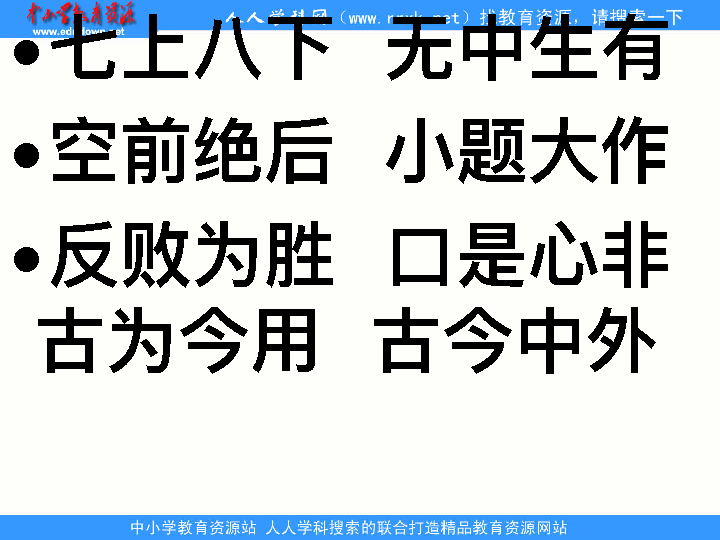 中小学教育资源
www.edudown.net
人人学科网（www.rrxk.net）找教育资源，请搜索一下
•七上八下 无中生有
•空前绝后 小题大作
•反败为胜 口是心非
古为今用 古今中外
中小学教育资源站 人人学科搜索的联合打造精品教育资源网站